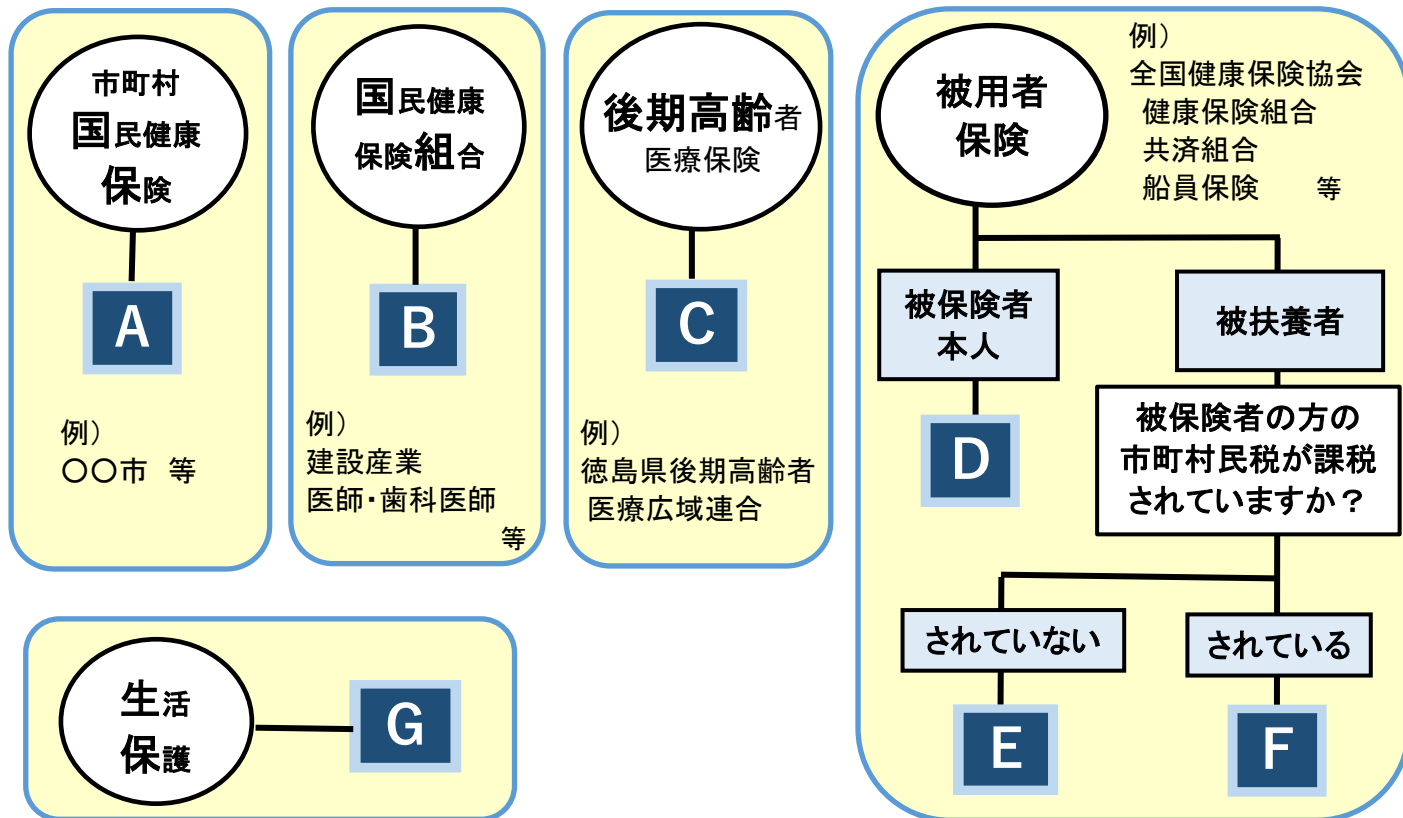 市町村
国民健康
保険
A
例）
〇〇市　等
国民健康
保険組合
B
例）
建設産業
医師・歯科医師
等
後期高齢者
医療保険
C
例）
徳島県後期高齢者
医療広域連合
被用者
保険
例）
全国健康保険協会
健康保険組合
共済組合
船員保険　　等
被保険者
本人
D
被扶養者
被保険者の方の
市町村民税が課税
されていますか？
されていない
E
されている
F
生活
保護
G